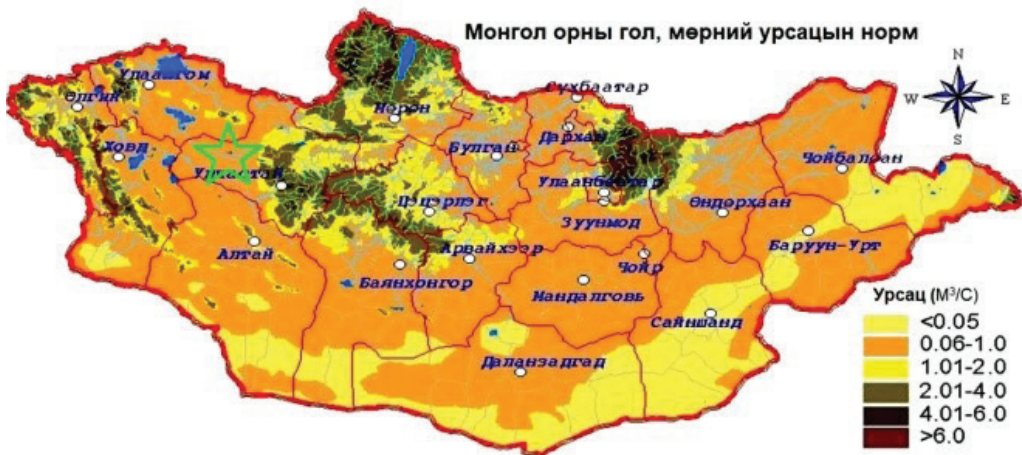 Монгол орны гол, мөрний урсацын норм
N
W E
S
Улаангом
Өлгий
Ховд
Мөрөн
Сүхбаатар
Дархан
Булган
Улиастай
Улаанбаатар
Чойбалсан
Цэцэрлэг
Зуунмод
Өндорхаан
Алтай
Арвайхээр
Баруун-Урт
Баянхонгор
Чойр
Мандалговь
Сайншанд
Даланзадгад
Урсац (М³/С)
<0.05
0.06-1.0
1.01-2.0
2.01-4.0
4.01-6.0
>6.0